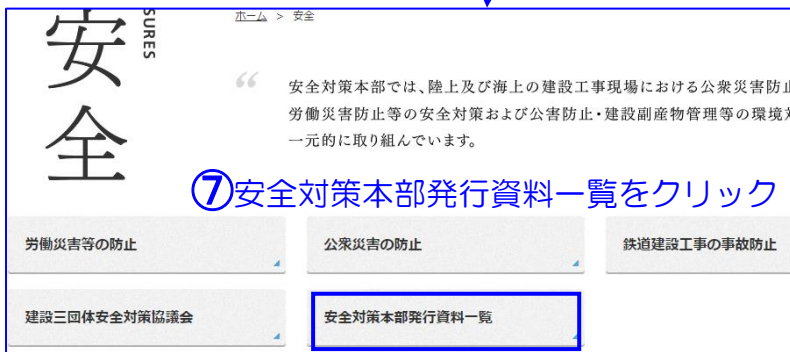 安全
SURES
ホーム > 安全
“
安全対策本部では、陸上及び海上の建設工事現場における公衆災害防止
労働災害防止等の安全対策および公害防止・建設副産物管理等の環境対
一元的に取り組んでいます。
⑦安全対策本部発行資料一覧をクリック
労働災害等の防止
公衆災害の防止
鉄道建設工事の事故防止
建設三団体安全対策協議会
安全対策本部発行資料一覧